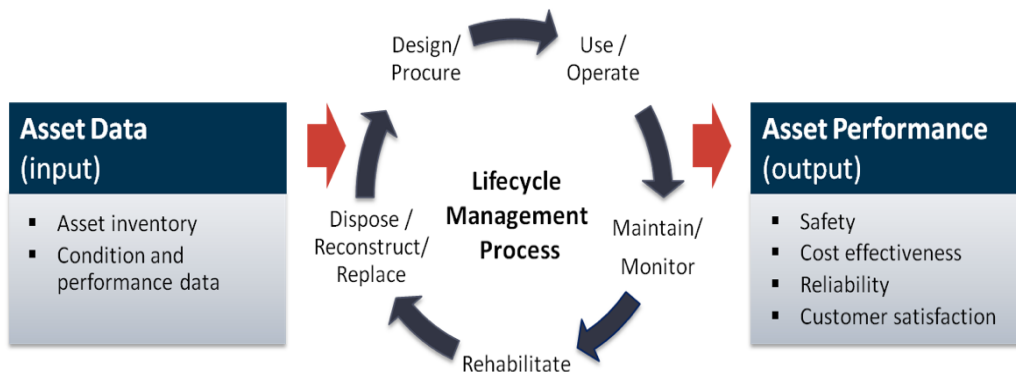 Asset Data
(input)
▪ Asset inventory
▪ Condition and
performance data
Design/
Procure
Use /
Operate
Maintain/
Monitor
Rehabilitate
Dispose /
Reconstruct/
Replace
Lifecycle
Management
Process
Asset Performance
(output)
▪ Safety
▪ Cost effectiveness
▪ Reliability
▪ Customer satisfaction